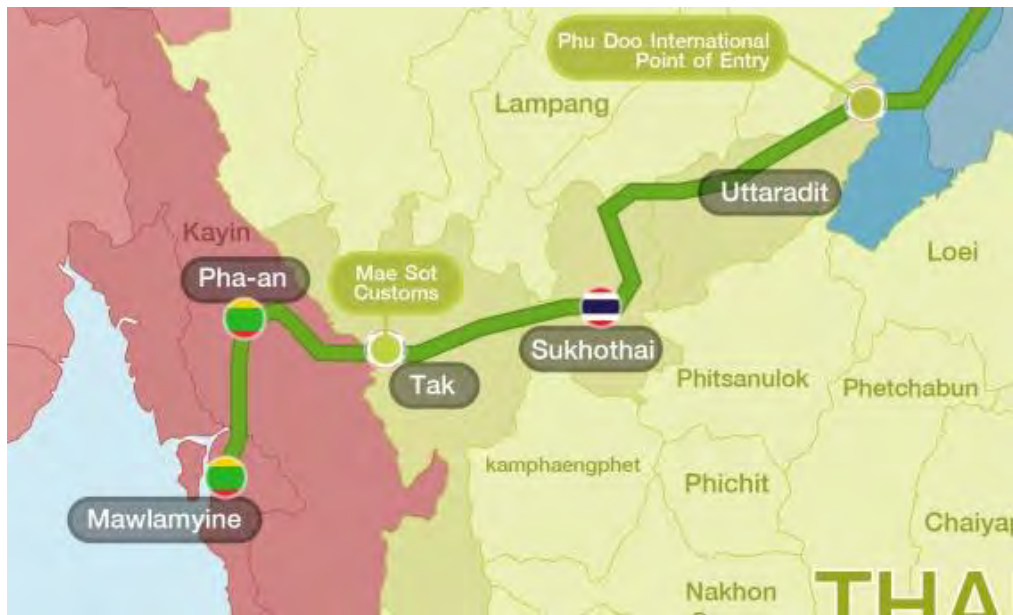 Phu Doo International
Point of Entry
Lampang
Uttaradit
Kayin
Loei
Pha-an
Mae Sot
Customs
Sukhothai
Tak
Phitsanulok
Phetchabun
kamphaengphet
Phichit
Mawlamyine
Chaiyap
Nakhon
THA